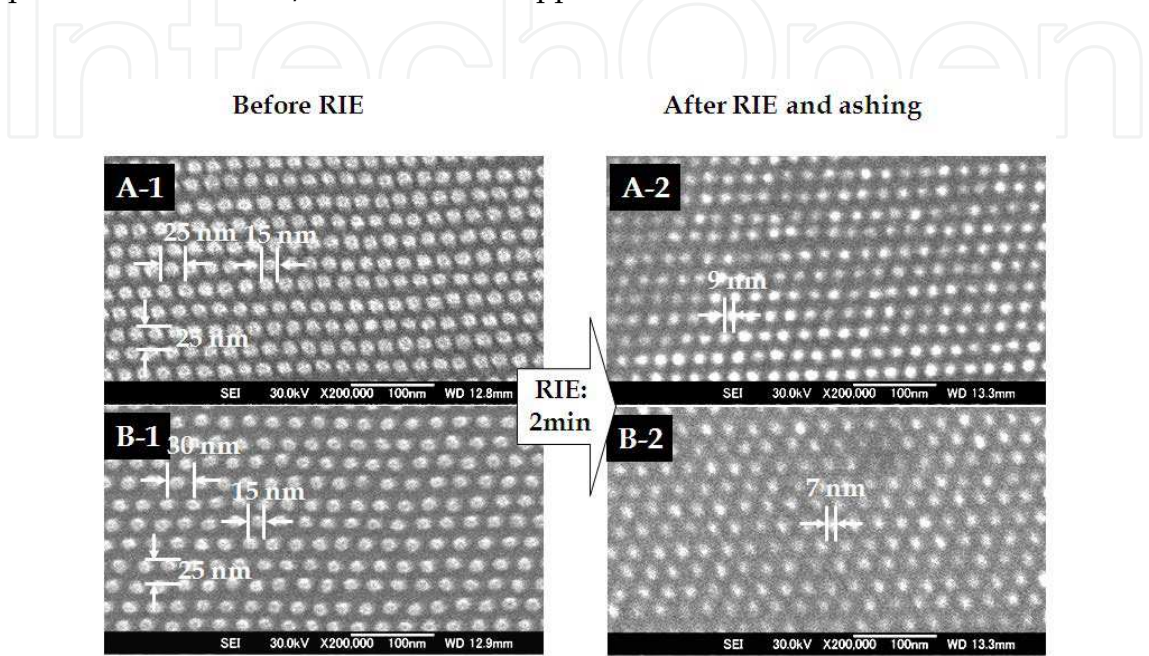 IntechOpen
Before RIE
After RIE and ashing
A-1
25 nm
15 nm
25 nm
SEI 30.0kV X200,000 100nm WD 12.8mm
A-2
9 nm
SEI 30.0kV X200,000 100nm WD 13.3mm
RIE:
2min
B-1
30 nm
15 nm
25 nm
SEI 30.0kV X200,000 100nm WD 12.9mm
B-2
7 nm
SEI 30.0kV X200,000 100nm WD 13.3mm